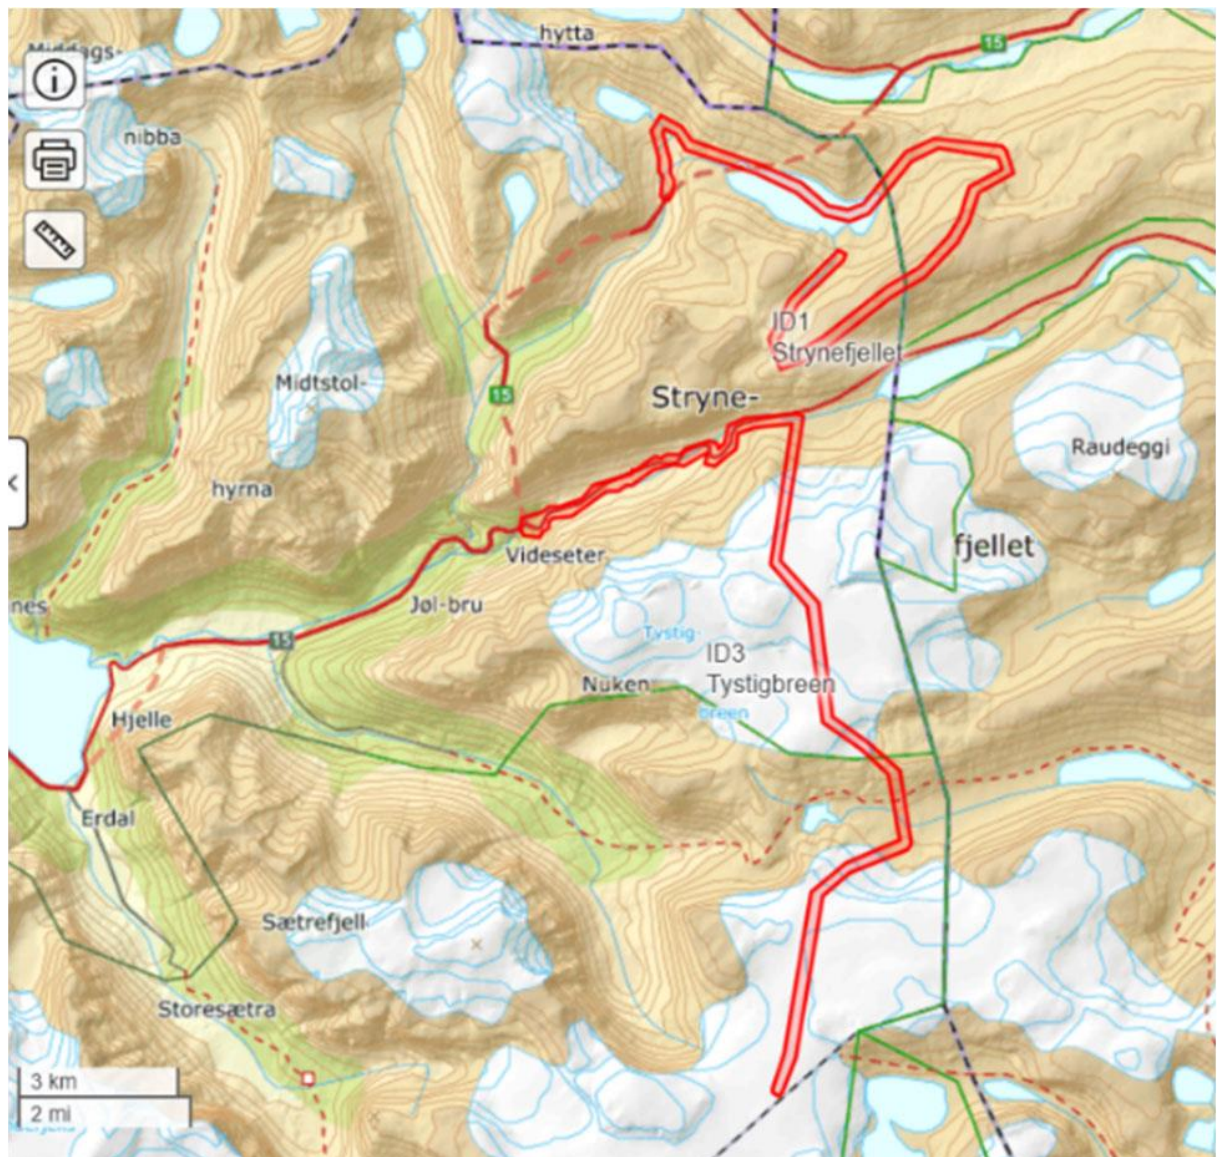 hytta
15
Middags-
nibba
ID1
Strynefjellet
Midtstol-
15
Stryne-
Raudeggi
hyrna
fjellet
Videseter
nes
Jøl-bru
Tystig-
15
ID3
Nuken
Tystigbreen
breen
Hjelle
Erdal
Sætrefjell-
Storesætra
3 km
2 mi